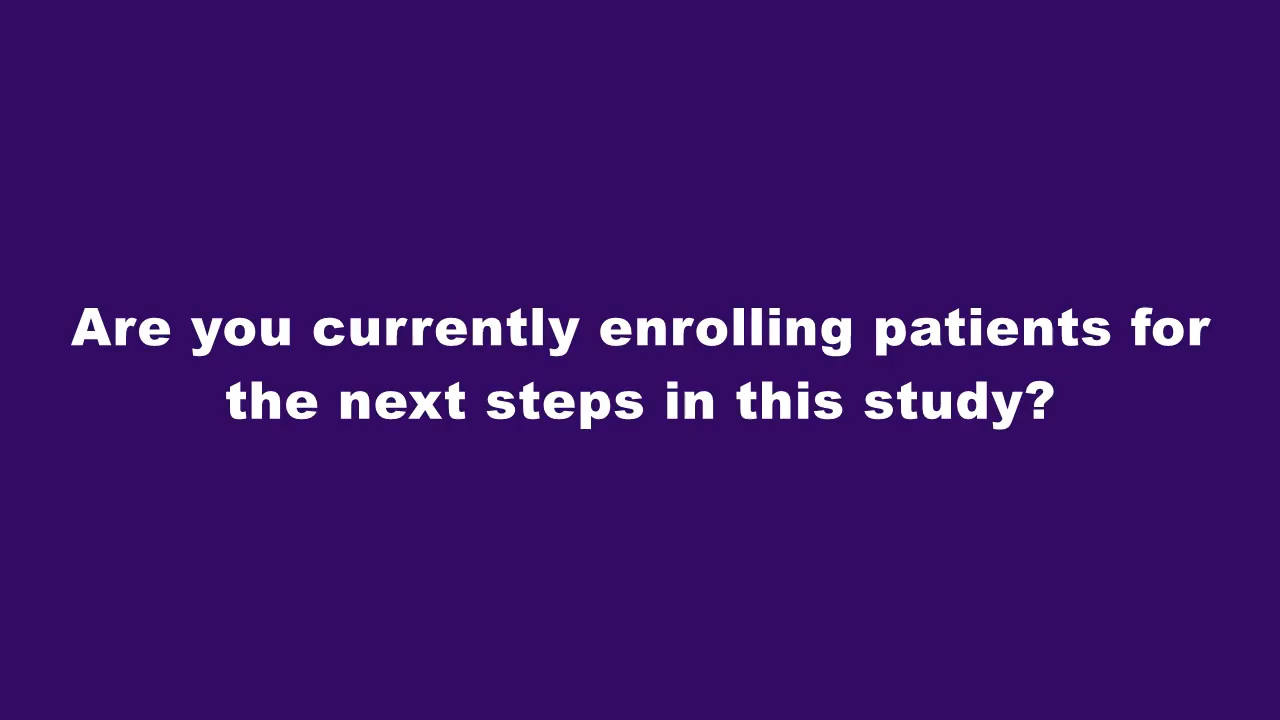 Are you currently enrolling patients for
the next steps in this study?